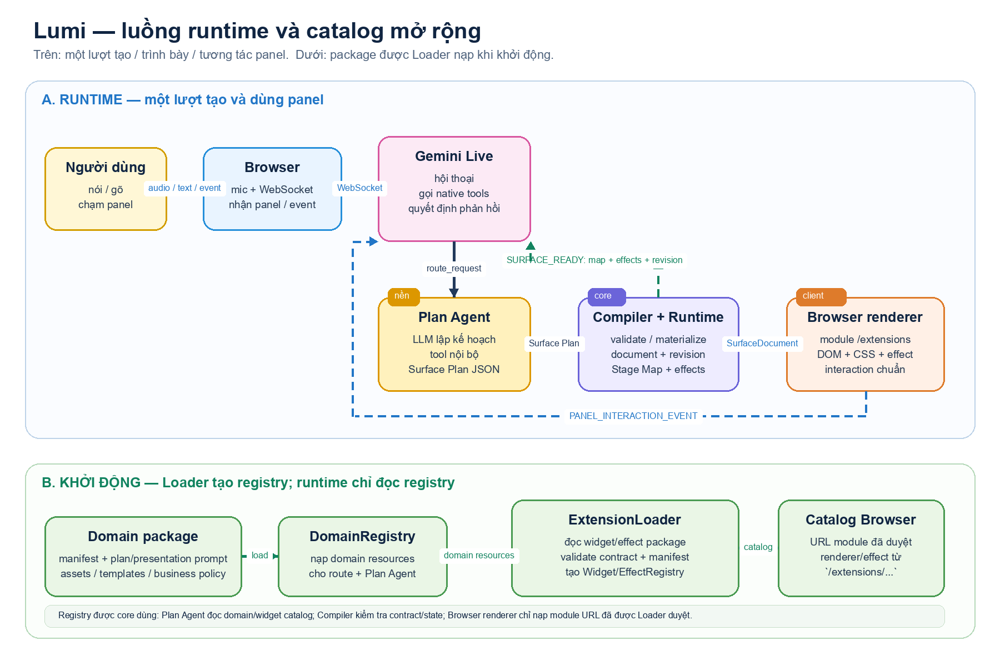 Lumi — luồng runtime và catalog mở rộng
Trên: một lượt tạo / trình bày / tương tác panel.  Dưới: package được Loader nạp khi khởi động.
A. RUNTIME — một lượt tạo và dùng panel
Người dùng
nói / gõ
chạm panel
audio / text / event
Browser
mic + WebSocket
nhận panel / event
WebSocket
Gemini Live
hội thoại
gọi native tools
quyết định phản hồi
route_request
SURFACE_READY: map + effects + revision
nền
Plan Agent
LLM lập kế hoạch
tool nội bộ
Surface Plan JSON
Surface Plan
core
Compiler + Runtime
validate / materialize
document + revision
Stage Map + effects
SurfaceDocument
client
Browser renderer
module /extensions
DOM + CSS + effect
interaction chuẩn
PANEL_INTERACTION_EVENT
B. KHỞI ĐỘNG — Loader tạo registry; runtime chỉ đọc registry
Domain package
manifest + plan/presentation prompt
assets / templates / business policy
load
DomainRegistry
nạp domain resources
cho route + Plan Agent
domain resources
ExtensionLoader
đọc widget/effect package
validate contract + manifest
tạo Widget/EffectRegistry
catalog
Catalog Browser
URL module đã duyệt
renderer/effect từ
`/extensions/...`
Registry được core dùng: Plan Agent đọc domain/widget catalog; Compiler kiểm tra contract/state; Browser renderer chỉ nạp module URL đã được Loader duyệt.